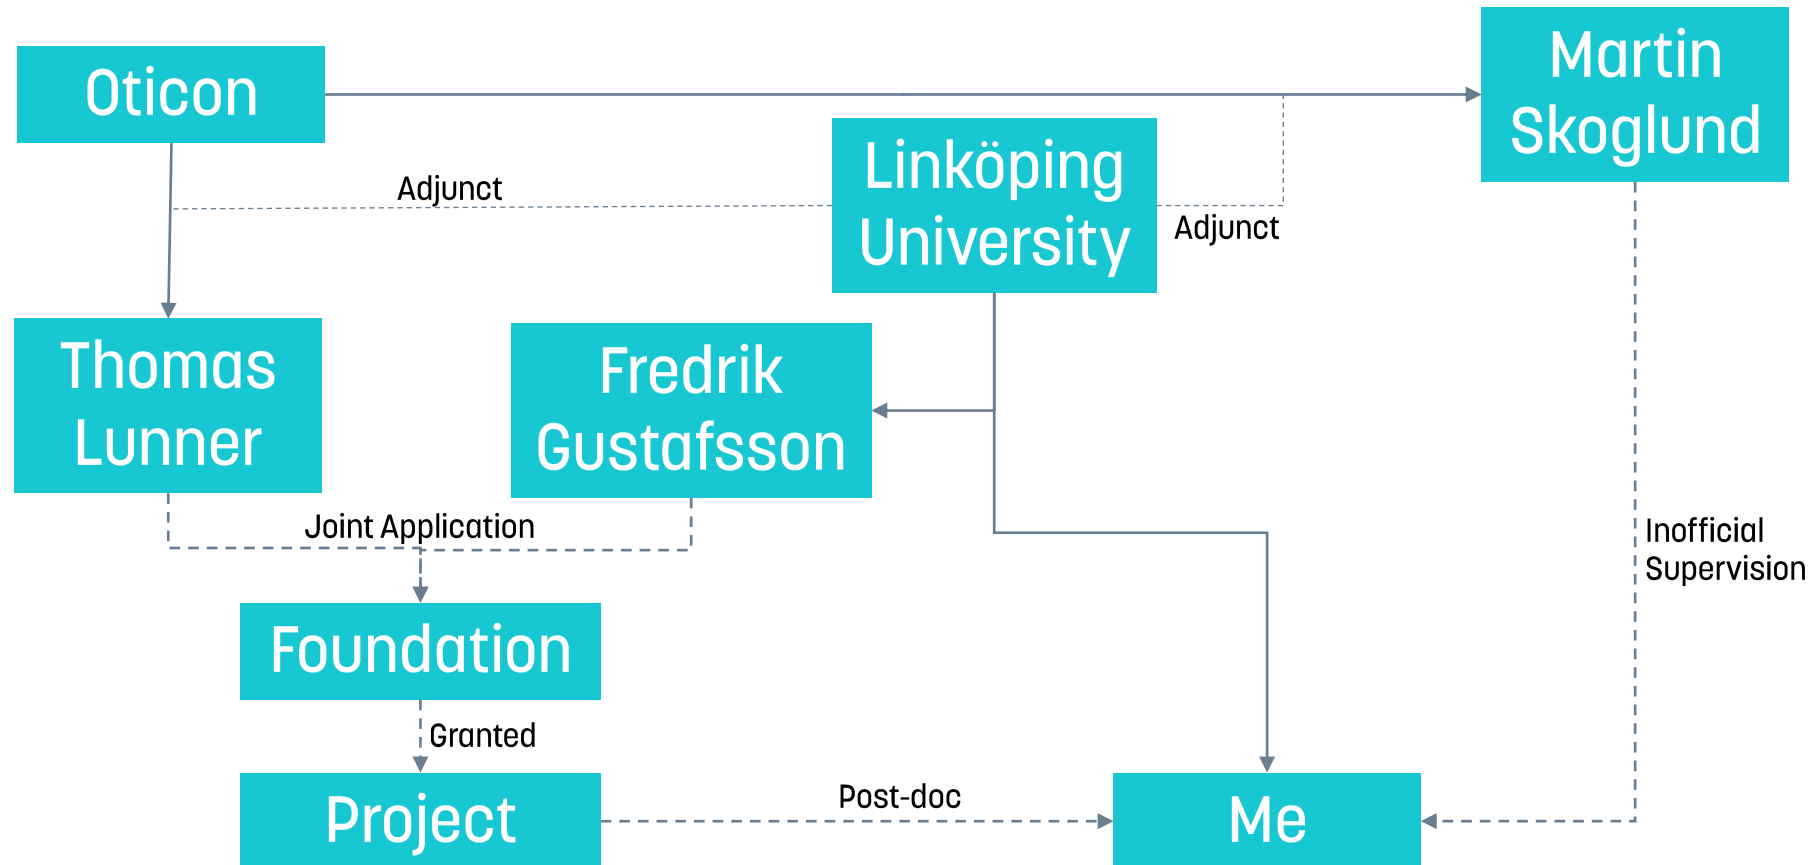 Oticon
Martin
Skoglund
Linköping
University
Adjunct
Adjunct
Thomas
Lunner
Fredrik
Gustafsson
Joint Application
Inofficial
Supervision
Foundation
Granted
Project
Post-doc
Me